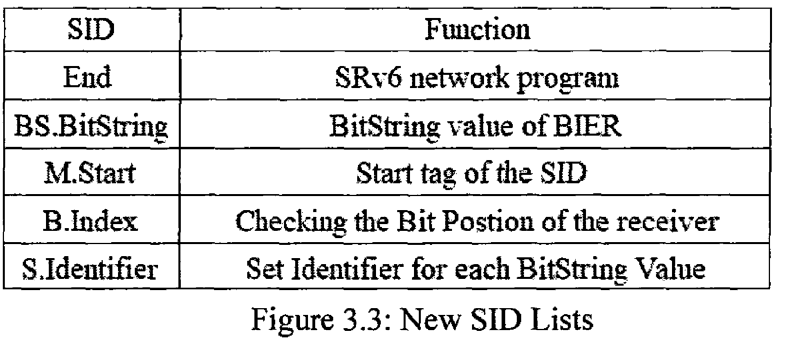 SID Function
End SRv6 network program
BS.BitString BitString value of BIER
M.Start Start tag of the SID
B.Index Checking the Bit Postion of the receiver
S.Identifier Set Identifier for each BitString Value
Figure 3.3: New SID Lists